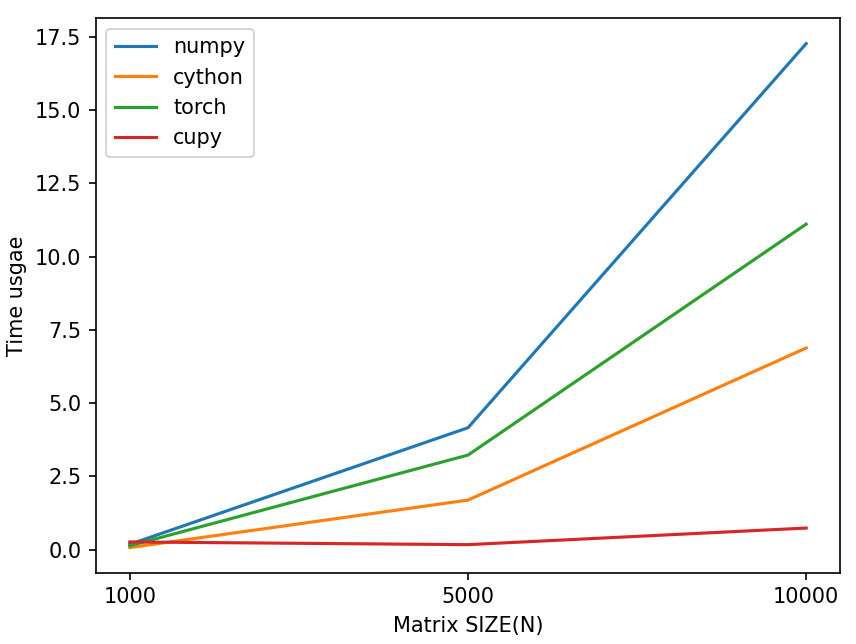 17.5
15.0
12.5
10.0
7.5
5.0
2.5
0.0
Time usgae
numpy
cython
torch
cupy
1000
5000
10000
Matrix SIZE(N)